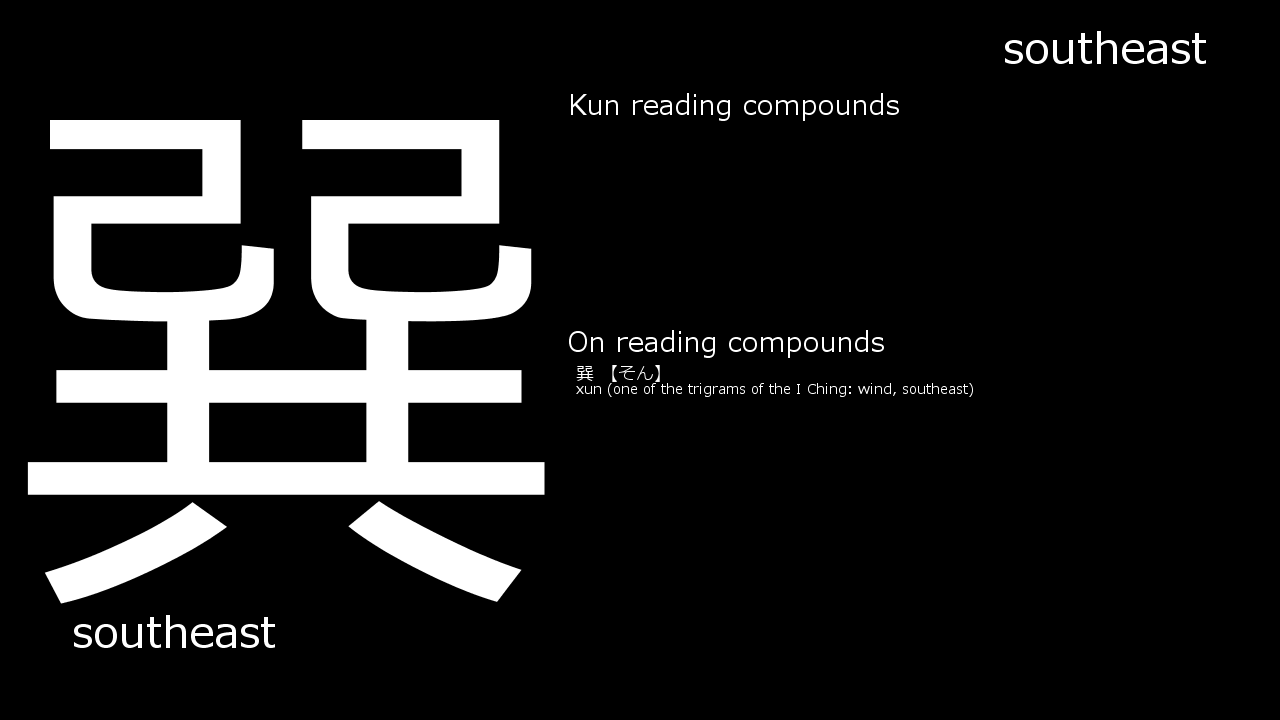 southeast
巽
southeast
Kun reading compounds
On reading compounds
巽 【そん】
xun (one of the trigrams of the I Ching: wind, southeast)